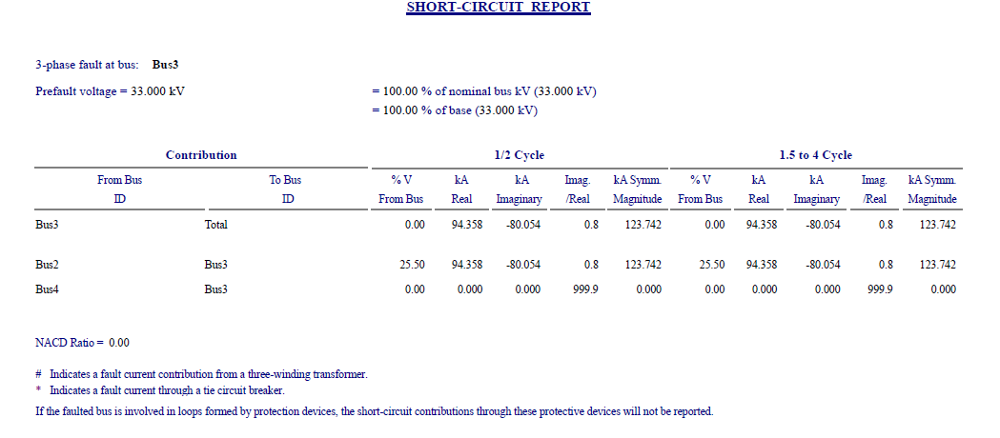 SHORT-CIRCUIT REPORT
3-phase fault at bus: Bus3
Prefault voltage = 33.000 kV = 100.00 % of nominal bus kV (33.000 kV)
= 100.00 % of base (33.000 kV)
Contribution 1/2 Cycle 1.5 to 4 Cycle
From Bus To Bus % V kA kA Imag. kA Symm. % V kA kA Imag. kA Symm.
ID ID From Bus Real Imaginary /Real Magnitude From Bus Real Imaginary /Real Magnitude
Bus3 Total 0.00 94.358 -80.054 0.8 123.742 0.00 94.358 -80.054 0.8 123.742
Bus2 Bus3 25.50 94.358 -80.054 0.8 123.742 25.50 94.358 -80.054 0.8 123.742
Bus4 Bus3 0.00 0.000 0.000 999.9 0.000 0.00 0.000 0.000 999.9 0.000
NACD Ratio = 0.00
# Indicates a fault current contribution from a three-winding transformer.
* Indicates a fault current through a tie circuit breaker.
If the faulted bus is involved in loops formed by protection devices, the short-circuit contributions through these protective devices will not be reported.